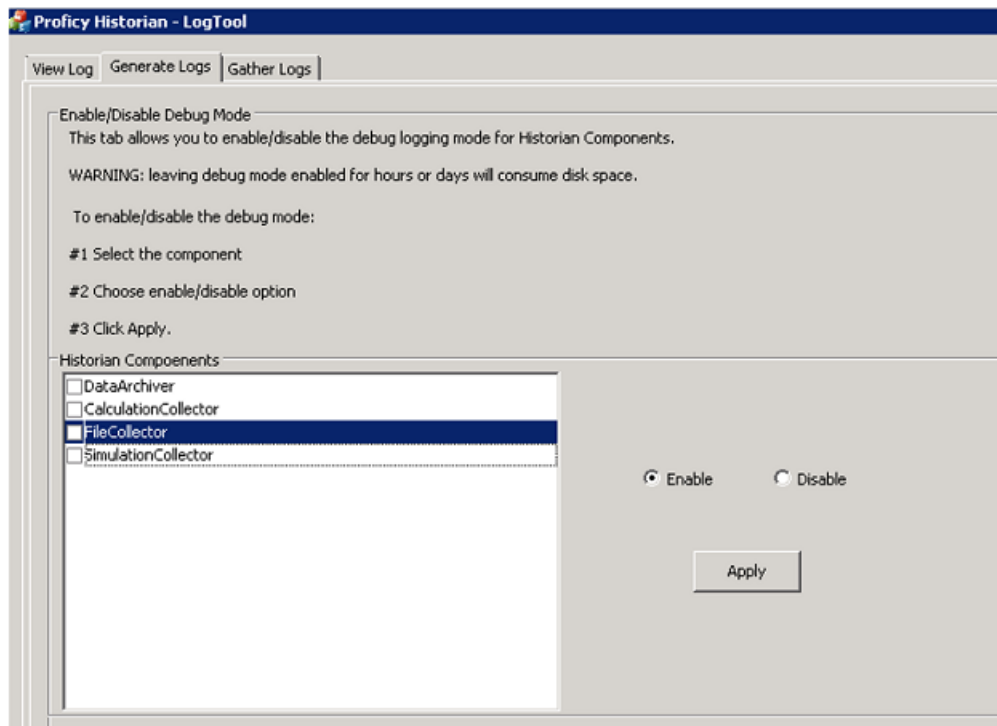 Proficy Historian - LogTool
View Log Generate Logs Gather Logs
Enable/Disable Debug Mode
This tab allows you to enable/disable the debug logging mode for Historian Components.
WARNING: leaving debug mode enabled for hours or days will consume disk space.
To enable/disable the debug mode:
#1 Select the component
#2 Choose enable/disable option
#3 Click Apply.
Historian Compoenents
DataArchiver
CalculationCollector
FileCollector
SimulationCollector
Enable Disable
Apply